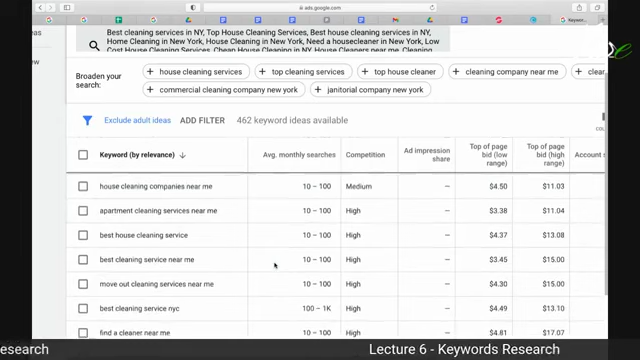 ads.google.com
Best cleaning services in NY, Top House Cleaning Services, Best house cleaning services in NY,
Home Cleaning in New York, House Cleaning in New York, Need a housecleaner in New York, Low
Cost House Cleaning Services, Cheap House Cleaning Services, House Cleaners near me, Cleaning
Broaden your search:
+ house cleaning services + top cleaning services + top house cleaner + cleaning company near me + clear
+ commercial cleaning company new york + janitorial company new york
Exclude adult ideas ADD FILTER 462 keyword ideas available
Keyword (by relevance) Avg. monthly searches Competition Ad impression share Top of page bid (low range) Top of page bid (high range) Account s
house cleaning companies near me 10 – 100 Medium – $4.50 $11.03
apartment cleaning services near me 10 – 100 High – $3.38 $11.04
best house cleaning service 10 – 100 High – $4.37 $13.08
best cleaning service near me 10 – 100 High – $3.45 $15.00
move out cleaning services near me 10 – 100 High – $4.30 $15.00
best cleaning service nyc 100 – 1K High – $4.49 $13.10
find a cleaner near me 10 – 100 High – $4.81 $17.07
esearch Lecture 6 - Keywords Research